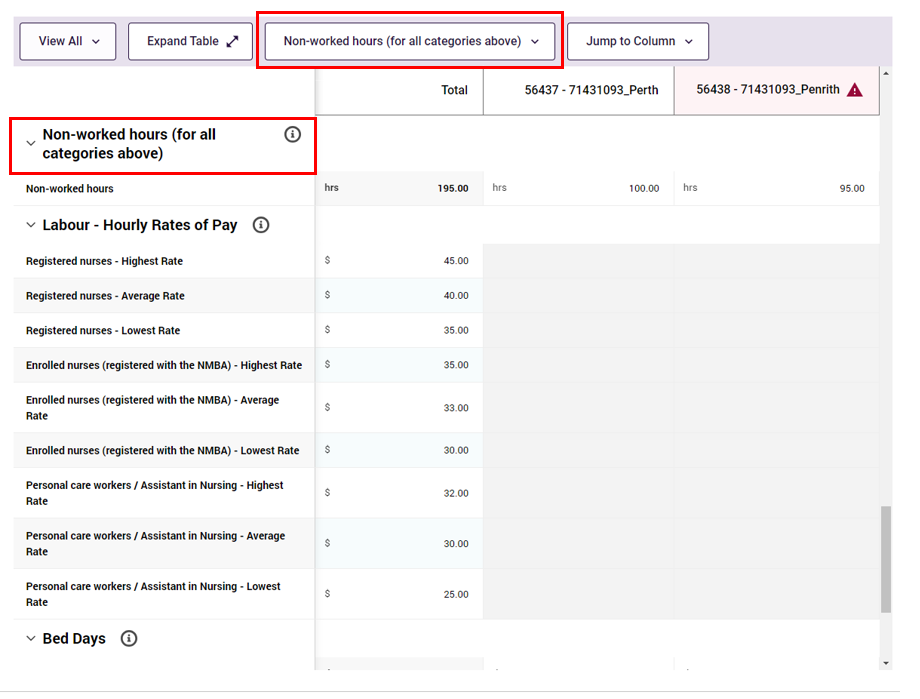 View All
Expand Table
Non-worked hours (for all categories above)
Jump to Column
Total
56437 - 71431093_Perth
56438 - 71431093_Penrith
Non-worked hours (for all
categories above)
Non-worked hours
hrs 195.00
hrs 100.00
hrs 95.00
Labour - Hourly Rates of Pay
Registered nurses - Highest Rate
$ 45.00
Registered nurses - Average Rate
$ 40.00
Registered nurses - Lowest Rate
$ 35.00
Enrolled nurses (registered with the NMBA) - Highest Rate
$ 35.00
Enrolled nurses (registered with the NMBA) - Average
Rate
$ 33.00
Enrolled nurses (registered with the NMBA) - Lowest Rate
$ 30.00
Personal care workers / Assistant in Nursing - Highest
Rate
$ 32.00
Personal care workers / Assistant in Nursing - Average
Rate
$ 30.00
Personal care workers / Assistant in Nursing - Lowest
Rate
$ 25.00
Bed Days